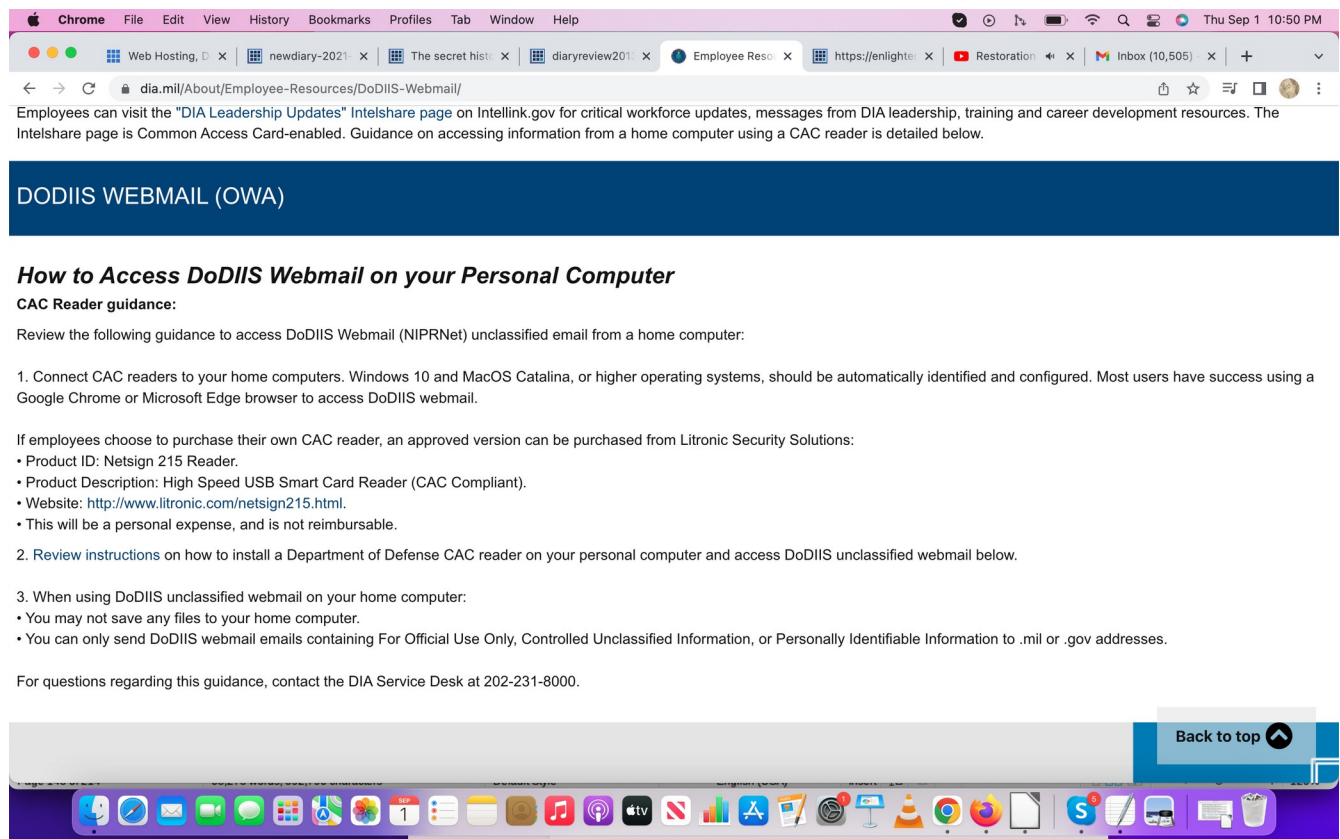 Chrome File Edit View History Bookmarks Profiles Tab Window Help Thu Sep 1 10:50 PM
Web Hosting, D newdiary-2021- The secret histo diaryreview201 Employee Reso https://enlighte Restoration Inbox (10,505) -
dia.mil/About/Employee-Resources/DoDIIS-Webmail/
Employees can visit the "DIA Leadership Updates" Intelshare page on Intellink.gov for critical workforce updates, messages from DIA leadership, training and career development resources. The
Intelshare page is Common Access Card-enabled. Guidance on accessing information from a home computer using a CAC reader is detailed below.
DODIIS WEBMAIL (OWA)
How to Access DoDIIS Webmail on your Personal Computer
CAC Reader guidance:
Review the following guidance to access DoDIIS Webmail (NIPRNet) unclassified email from a home computer:
1. Connect CAC readers to your home computers. Windows 10 and MacOS Catalina, or higher operating systems, should be automatically identified and configured. Most users have success using a
Google Chrome or Microsoft Edge browser to access DoDIIS webmail.
If employees choose to purchase their own CAC reader, an approved version can be purchased from Litronic Security Solutions:
• Product ID: Netsign 215 Reader.
• Product Description: High Speed USB Smart Card Reader (CAC Compliant).
• Website: http://www.litronic.com/netsign215.html.
• This will be a personal expense, and is not reimbursable.
2. Review instructions on how to install a Department of Defense CAC reader on your personal computer and access DoDIIS unclassified webmail below.
3. When using DoDIIS unclassified webmail on your home computer:
• You may not save any files to your home computer.
• You can only send DoDIIS webmail emails containing For Official Use Only, Controlled Unclassified Information, or Personally Identifiable Information to .mil or .gov addresses.
For questions regarding this guidance, contact the DIA Service Desk at 202-231-8000.
Back to top
SEP
1
tv